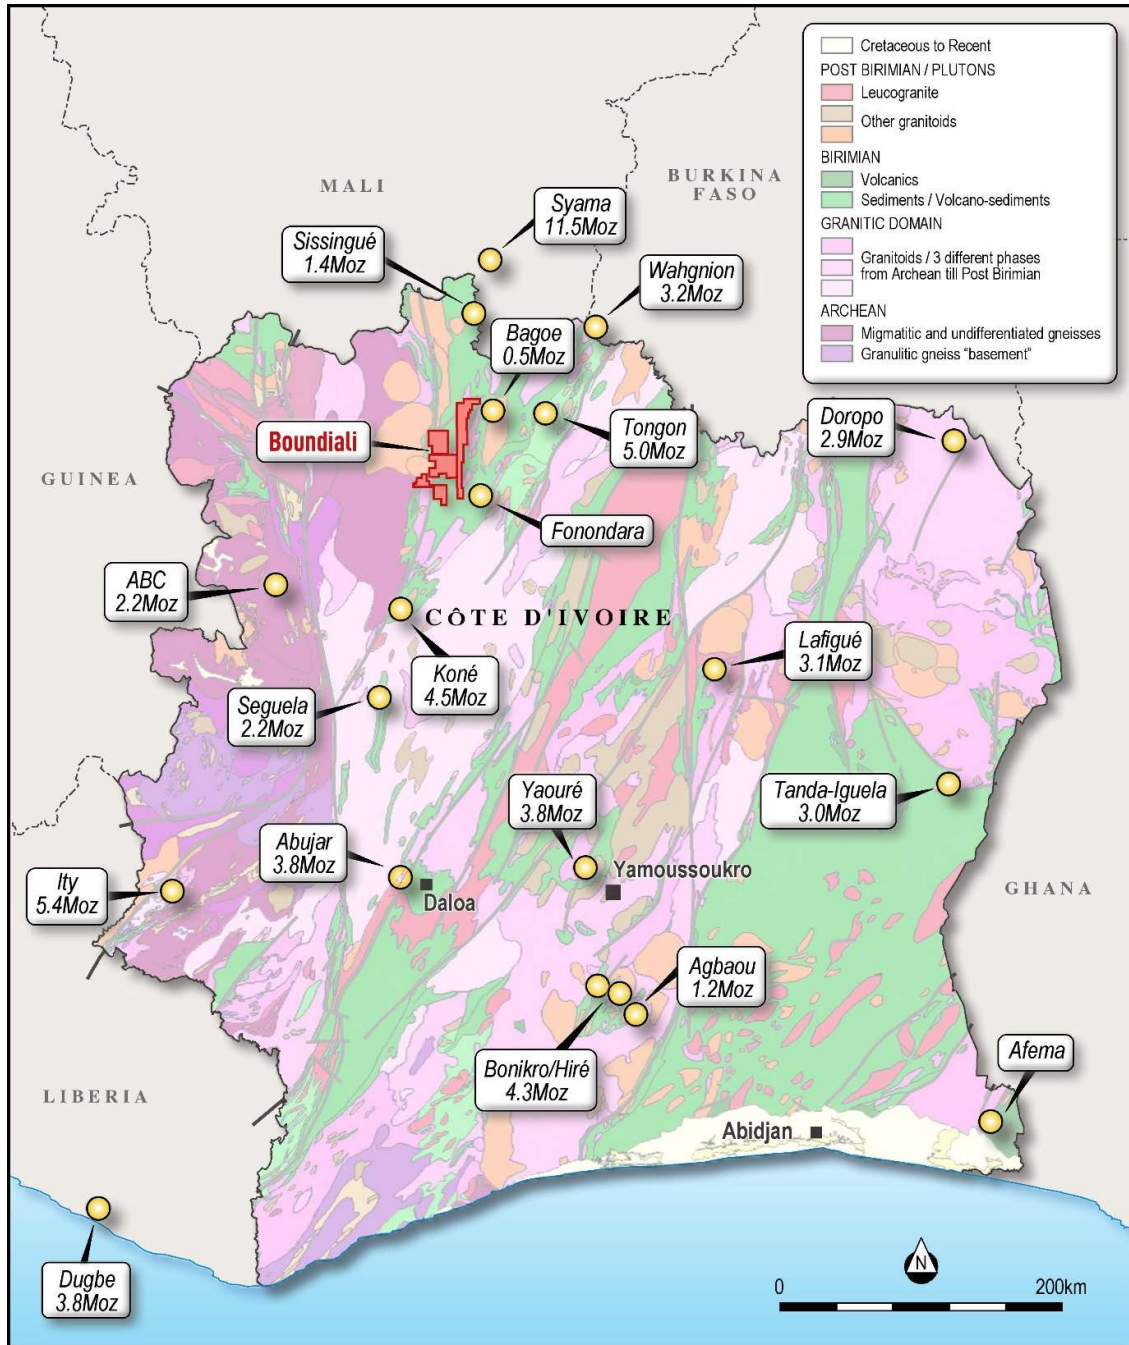 Cretaceous to Recent
POST BIRIMIAN / PLUTONS
Leucogranite
Other granitoids
BIRIMIAN
Volcanics
Sediments / Volcano-sediments
GRANITIC DOMAIN
Granitoids / 3 different phases
from Archean till Post Birimian
ARCHEAN
Migmatitic and undifferentiated gneisses
Granulitic gneiss "basement"
MALI
BURKINA
FASO
Syama
11.5Moz
Sissingué
1.4Moz
Wahgnion
3.2Moz
Bagoe
0.5Moz
Boundiali
Tongon
5.0Moz
Doropo
2.9Moz
GUINEA
Fonondara
ABC
2.2Moz
CÔTE D'IVOIRE
Koné
4.5Moz
Lafigué
3.1Moz
Seguela
2.2Moz
Yaouré
3.8Moz
Tanda-Iguela
3.0Moz
Abujar
3.8Moz
Yamoussoukro
Daloa
Ity
5.4Moz
GHANA
Agbaou
1.2Moz
Bonikro/Hiré
4.3Moz
Afema
LIBERIA
Abidjan
Dugbe
3.8Moz
N
0 200km